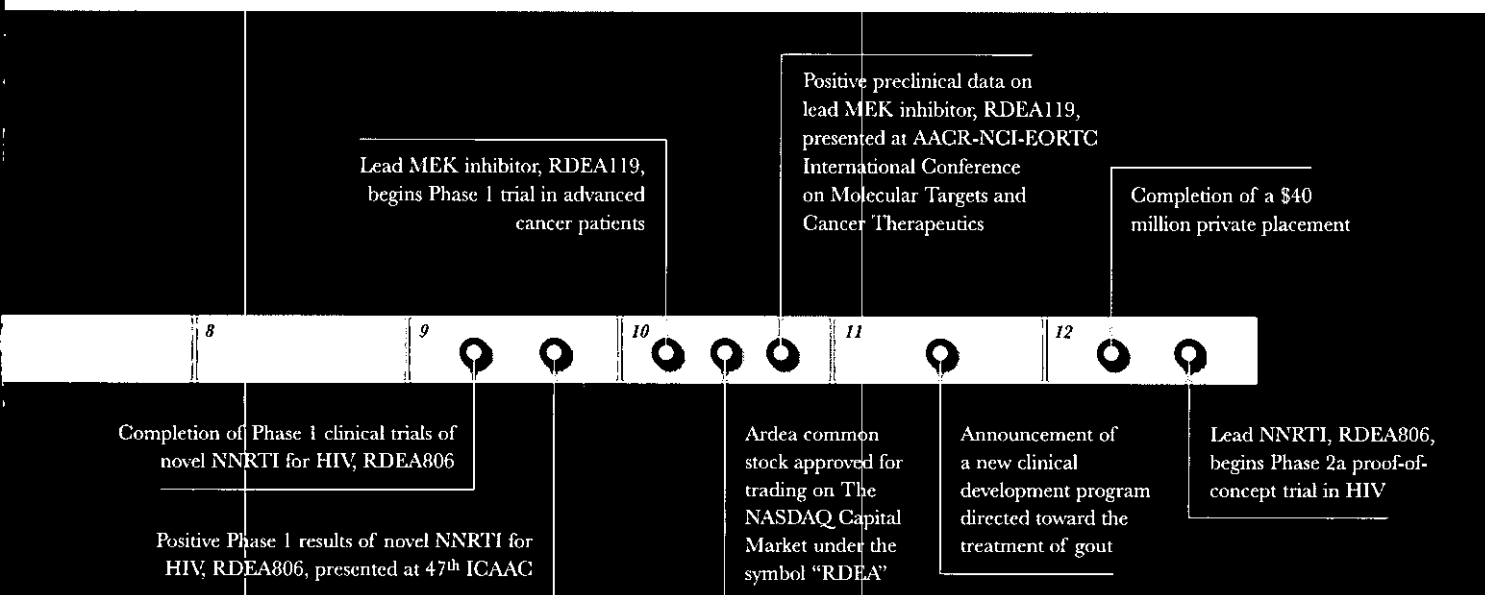 Positive preclinical data on
lead MEK inhibitor, RDEA119,
presented at AACR-NCI-EORTC
International Conference
on Molecular Targets and
Cancer Therapeutics
Lead MEK inhibitor, RDEA119,
begins Phase 1 trial in advanced
cancer patients
Completion of a $40
million private placement
8
9
10
11
12
Completion of Phase 1 clinical trials of
novel NNRTI for HIV, RDEA806
Positive Phase 1 results of novel NNRTI for
HIV, RDEA806, presented at 47th ICAAC
Ardea common
stock approved for
trading on The
NASDAQ Capital
Market under the
symbol “RDEA”
Announcement of
a new clinical
development program
directed toward the
treatment of gout
Lead NNRTI, RDEA806,
begins Phase 2a proof-of-
concept trial in HIV